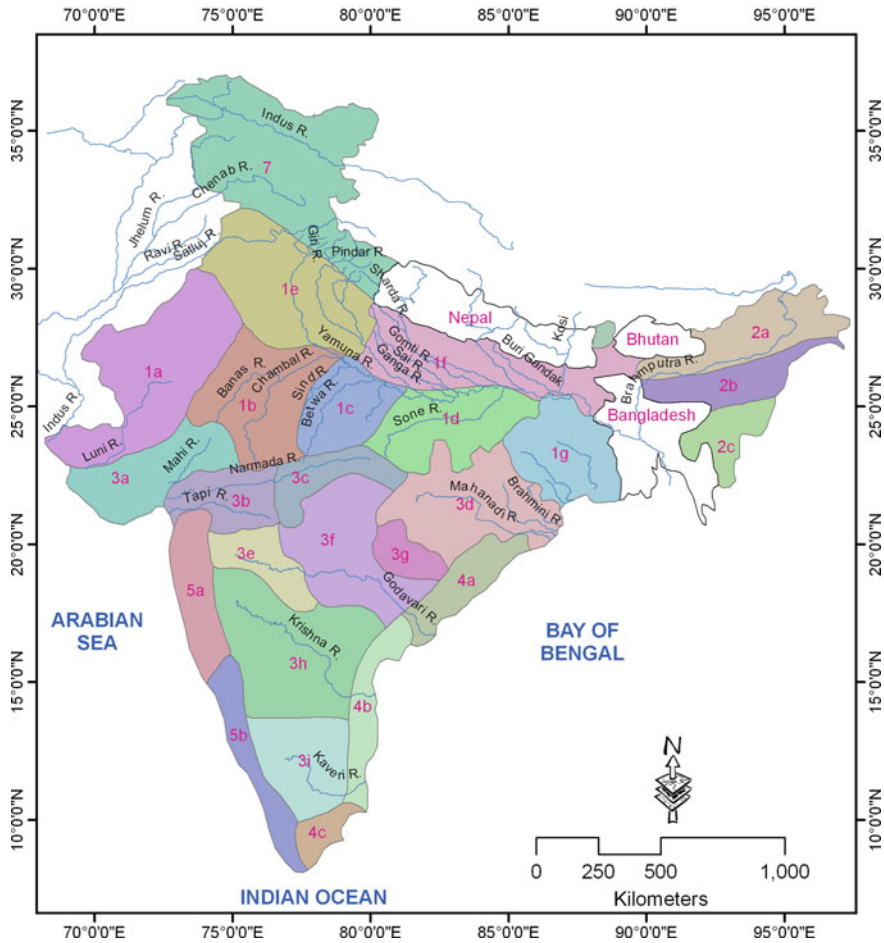 70°0'0"E 75°0'0"E 80°0'0"E 85°0'0"E 90°0'0"E 95°0'0"E
35°0'0"N
35°0'0"N
30°0'0"N
30°0'0"N
25°0'0"N
25°0'0"N
20°0'0"N
20°0'0"N
15°0'0"N
15°0'0"N
10°0'0"N
10°0'0"N
Indus R.
7
Chenab R.
Jhelum R.
Ravi R.
Satluj R.
Giri R.
Pindar R.
Sharda R.
1e
Nepal
Kosi
Bhutan
2a
Yamuna R.
Gomti R.
Sai R.
Ganga R.
1f
Buri Gandak
Brahmputra R.
2b
1a
Banas R.
Chambal R.
Sind R.
Betwa R.
1b
1c
Sone R.
1d
Bangladesh
2c
Indus R.
Luni R.
Mahi R.
3a
Narmada R.
3c
1g
Tapi R.
3b
Mahanadi R.
3d
Brahmini R.
3e
3f
3g
4a
5a
Godavari R.
ARABIAN
SEA
BAY OF
BENGAL
Krishna R.
3h
4b
5b
3i
Kaveri R.
4c
N
0 250 500 1,000
Kilometers
INDIAN OCEAN
70°0'0"E 75°0'0"E 80°0'0"E 85°0'0"E 90°0'0"E 95°0'0"E